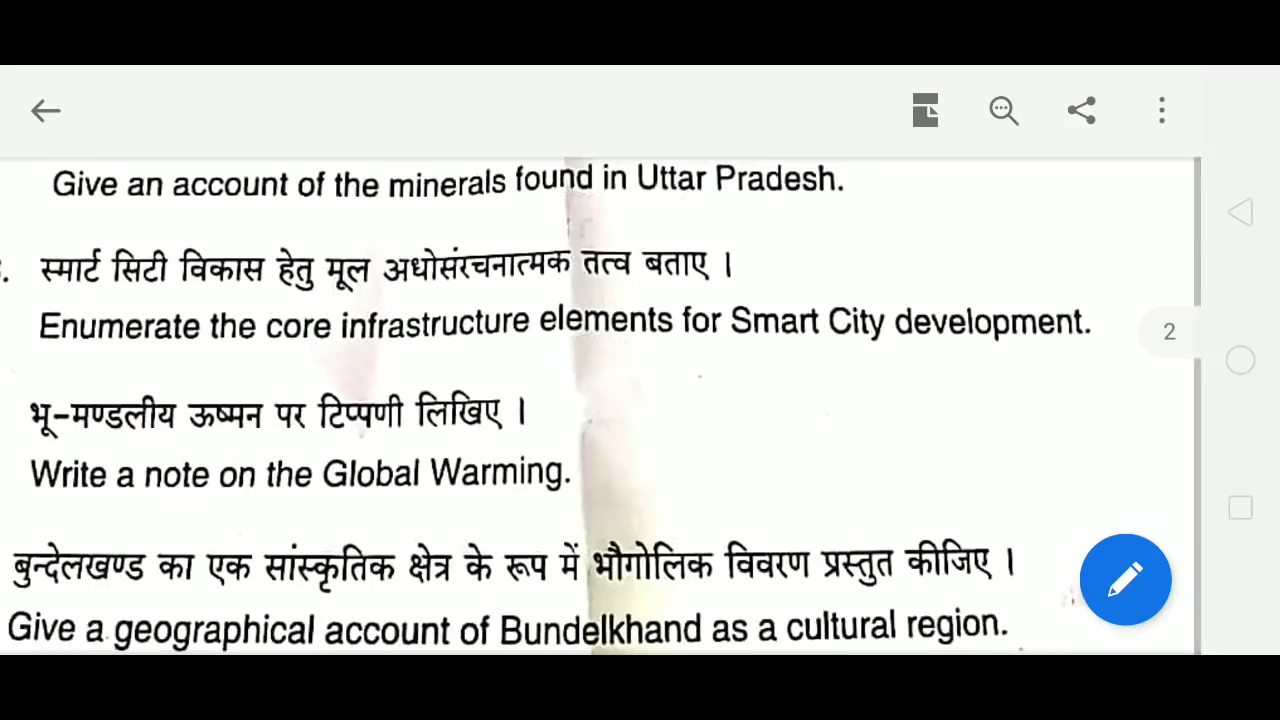 Give an account of the minerals found in Uttar Pradesh.
स्मार्ट सिटी विकास हेतु मूल अधोसंरचनात्मक तत्व बताए ।
Enumerate the core infrastructure elements for Smart City development.
2
भू-मण्डलीय ऊष्मन पर टिप्पणी लिखिए ।
Write a note on the Global Warming.
बुन्देलखण्ड का एक सांस्कृतिक क्षेत्र के रूप में भौगोलिक विवरण प्रस्तुत कीजिए ।
Give a geographical account of Bundelkhand as a cultural region.